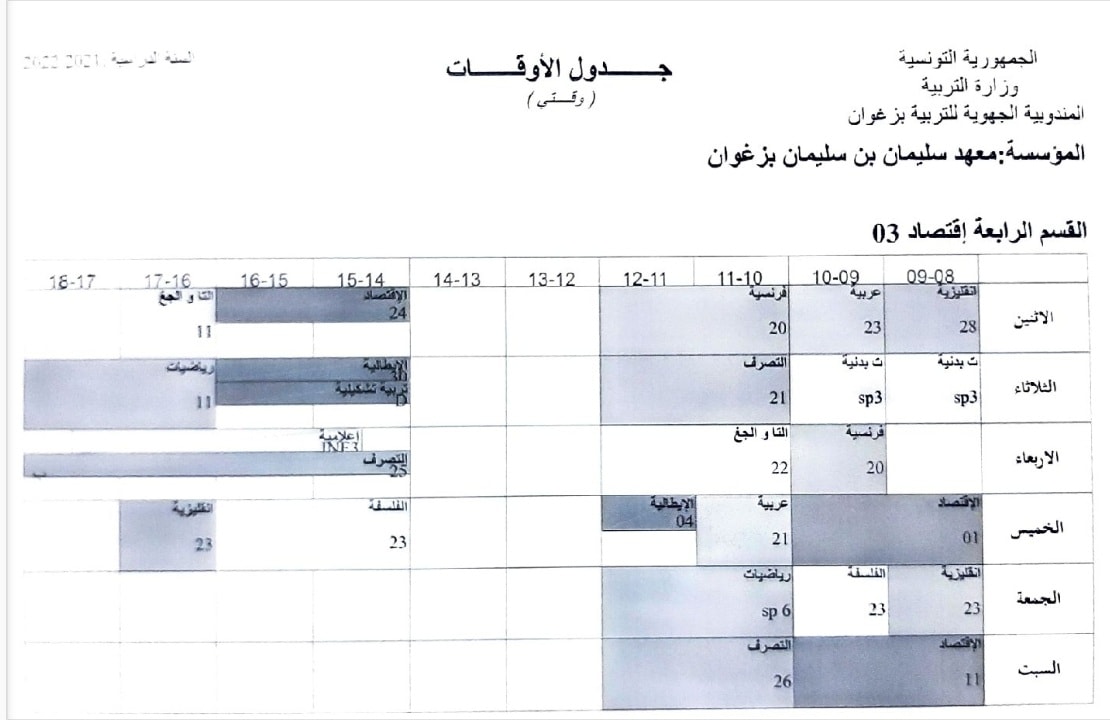 الجمهورية التونسية
وزارة التربية
المندوبية الجهوية للتربية بزغوان
جـــــدول الأوقـــــات
( وقـــتي )
السنة الدرسية ,2021 2022
المؤسسة:معهد سليمان بن سليمان بزغوان
القسم الرابعة إقتصاد 03
09-08 10-09 11-10 12-11 13-12 14-13 15-14 16-15 17-16 18-17
الاثنين انقليزية عربية فرنسية الإقتصاد التا و الجغ
28 23 20 24 11
الثلاثاء ت بدنية ت بدنية التصرف الإيطالية رياضيات
sp3 sp3 21 3D تربية تشكيلية D 11
الاربعاء فرنسية التا و الجغ إعلامية
20 22 INF3
التصرف
25 ب
الخميس الإقتصاد عربية الإيطالية الفلسفة انقليزية
01 21 04 23 23
الجمعة انقليزية الفلسفة رياضيات
23 23 sp 6
السبت الإقتصاد التصرف
11 26